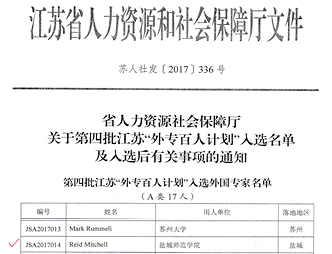 江苏省人力资源和社会保障厅文件
苏人社发〔2017〕336 号
省人力资源社会保障厅
关于第四批江苏“外专百人计划”入选名单
及入选后有关事项的通知
第四批江苏“外专百人计划”入选外国专家名单
(A 类 17 人)
编号 姓名 用人单位 落地地区
JSA2017013 Mark Rummeli 苏州大学 苏州
JSA2017014 Reid Mitchell 盐城师范学院 盐城